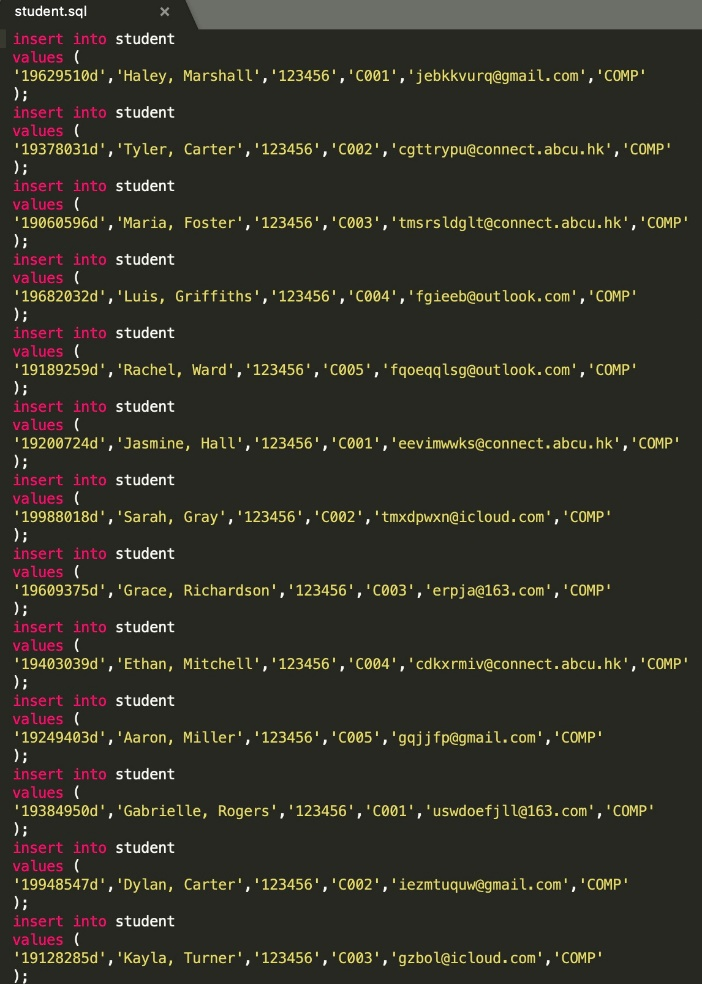 student.sql ×
insert into student
values (
'19629510d','Haley, Marshall','123456','C001','jebkkvurq@gmail.com','COMP'
);
insert into student
values (
'19378031d','Tyler, Carter','123456','C002','cgttrypu@connect.abcu.hk','COMP'
);
insert into student
values (
'19060596d','Maria, Foster','123456','C003','tmsrsldglt@connect.abcu.hk','COMP'
);
insert into student
values (
'19682032d','Luis, Griffiths','123456','C004','fgieeb@outlook.com','COMP'
);
insert into student
values (
'19189259d','Rachel, Ward','123456','C005','fqoeqqlsg@outlook.com','COMP'
);
insert into student
values (
'19200724d','Jasmine, Hall','123456','C001','eevimwwks@connect.abcu.hk','COMP'
);
insert into student
values (
'19988018d','Sarah, Gray','123456','C002','tmxdpwxn@icloud.com','COMP'
);
insert into student
values (
'19609375d','Grace, Richardson','123456','C003','erpja@163.com','COMP'
);
insert into student
values (
'19403039d','Ethan, Mitchell','123456','C004','cdkxrmiv@connect.abcu.hk','COMP'
);
insert into student
values (
'19249403d','Aaron, Miller','123456','C005','gqjjfp@gmail.com','COMP'
);
insert into student
values (
'19384950d','Gabrielle, Rogers','123456','C001','uswdoefjll@163.com','COMP'
);
insert into student
values (
'19948547d','Dylan, Carter','123456','C002','iezmtuquw@gmail.com','COMP'
);
insert into student
values (
'19128285d','Kayla, Turner','123456','C003','gzbol@icloud.com','COMP'
);